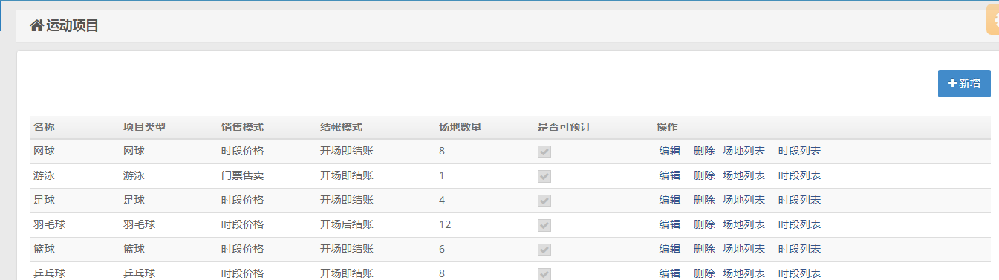 运动项目
新增
名称 项目类型 销售模式 结帐模式 场地数量 是否可预订 操作
网球 网球 时段价格 开场即结账 8 编辑 删除 场地列表 时段列表
游泳 游泳 门票售卖 开场即结账 1 编辑 删除 场地列表 时段列表
足球 足球 时段价格 开场即结账 4 编辑 删除 场地列表 时段列表
羽毛球 羽毛球 时段价格 开场后结账 12 编辑 删除 场地列表 时段列表
篮球 篮球 时段价格 开场即结账 6 编辑 删除 场地列表 时段列表
乒乓球 乒乓球 时段价格 开场即结账 8 编辑 删除 场地列表 时段列表